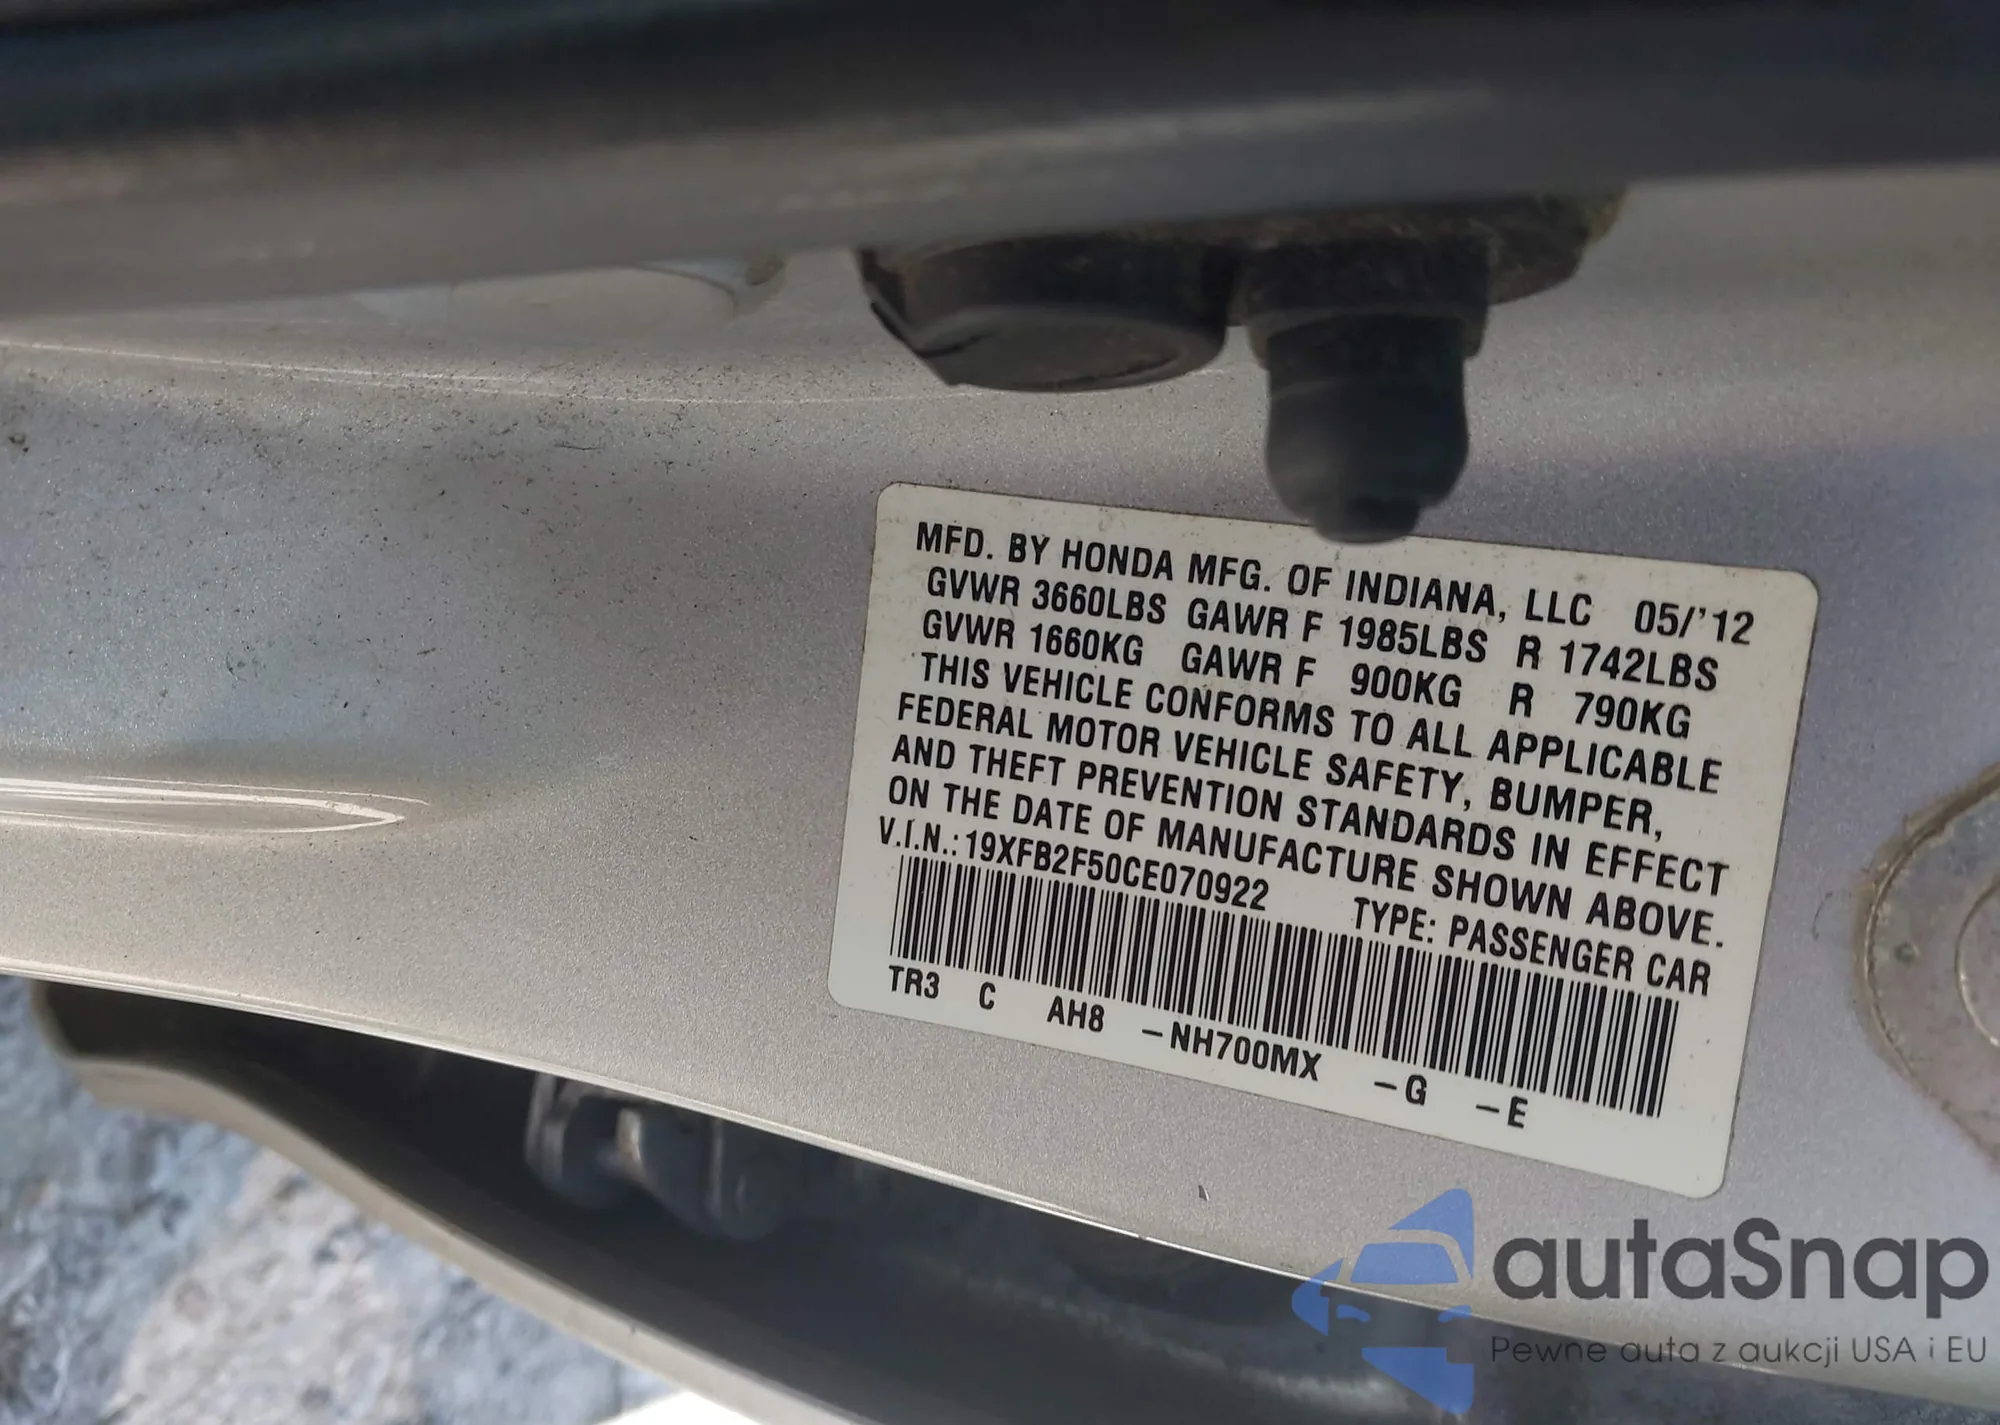 MFD. BY HONDA MFG. OF INDIANA, LLC 05/'12
GVWR 3660LBS GAWR F 1985LBS R 1742LBS
GVWR 1660KG GAWR F 900KG R 790KG
THIS VEHICLE CONFORMS TO ALL APPLICABLE
FEDERAL MOTOR VEHICLE SAFETY, BUMPER,
AND THEFT PREVENTION STANDARDS IN EFFECT
ON THE DATE OF MANUFACTURE SHOWN ABOVE.
V.I.N.: 19XFB2F50CE070922 TYPE: PASSENGER CAR
TR3 C AH8 -NH700MX -G -E
autaSnap
Pewne auta z aukcji USA i EU